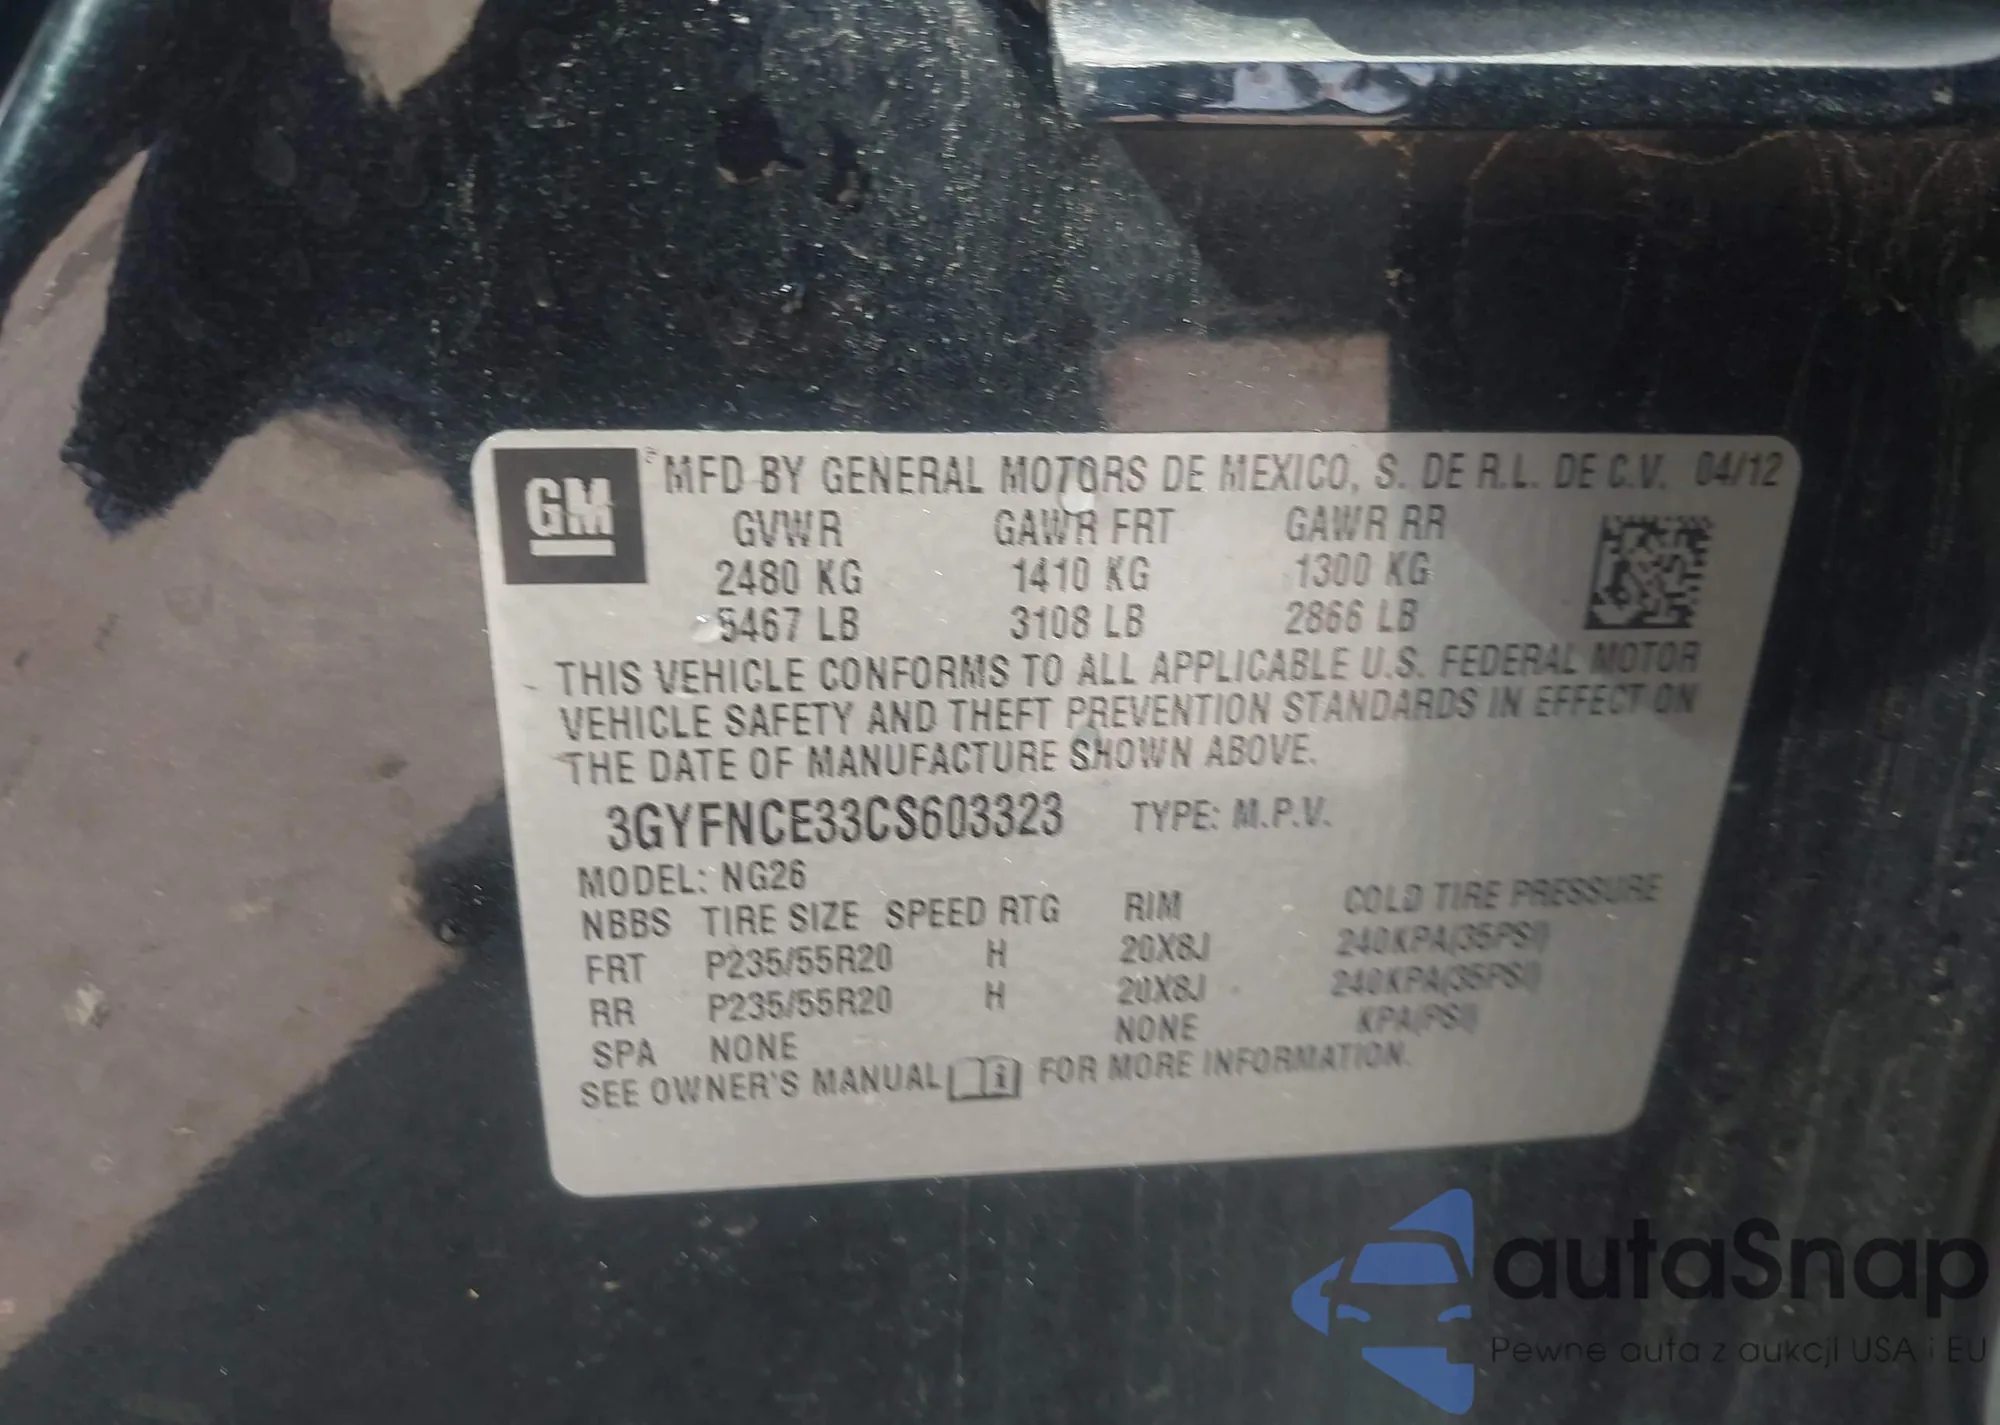 GM
MFD BY GENERAL MOTORS DE MEXICO, S. DE R.L. DE C.V. 04/12
GVWR GAWR FRT GAWR RR
2480 KG 1410 KG 1300 KG
5467 LB 3108 LB 2866 LB
THIS VEHICLE CONFORMS TO ALL APPLICABLE U.S. FEDERAL MOTOR
VEHICLE SAFETY AND THEFT PREVENTION STANDARDS IN EFFECT ON
THE DATE OF MANUFACTURE SHOWN ABOVE.
3GYFNCE33CS603323 TYPE: M.P.V.
MODEL: NG26
NBBS TIRE SIZE SPEED RTG RIM COLD TIRE PRESSURE
FRT P235/55R20 H 20X8J 240KPA(35PSI)
RR P235/55R20 H 20X8J 240KPA(35PSI)
SPA NONE NONE KPA(PSI)
SEE OWNER'S MANUAL i FOR MORE INFORMATION.
autaSnap
Pewne auta z aukcji USA i EU